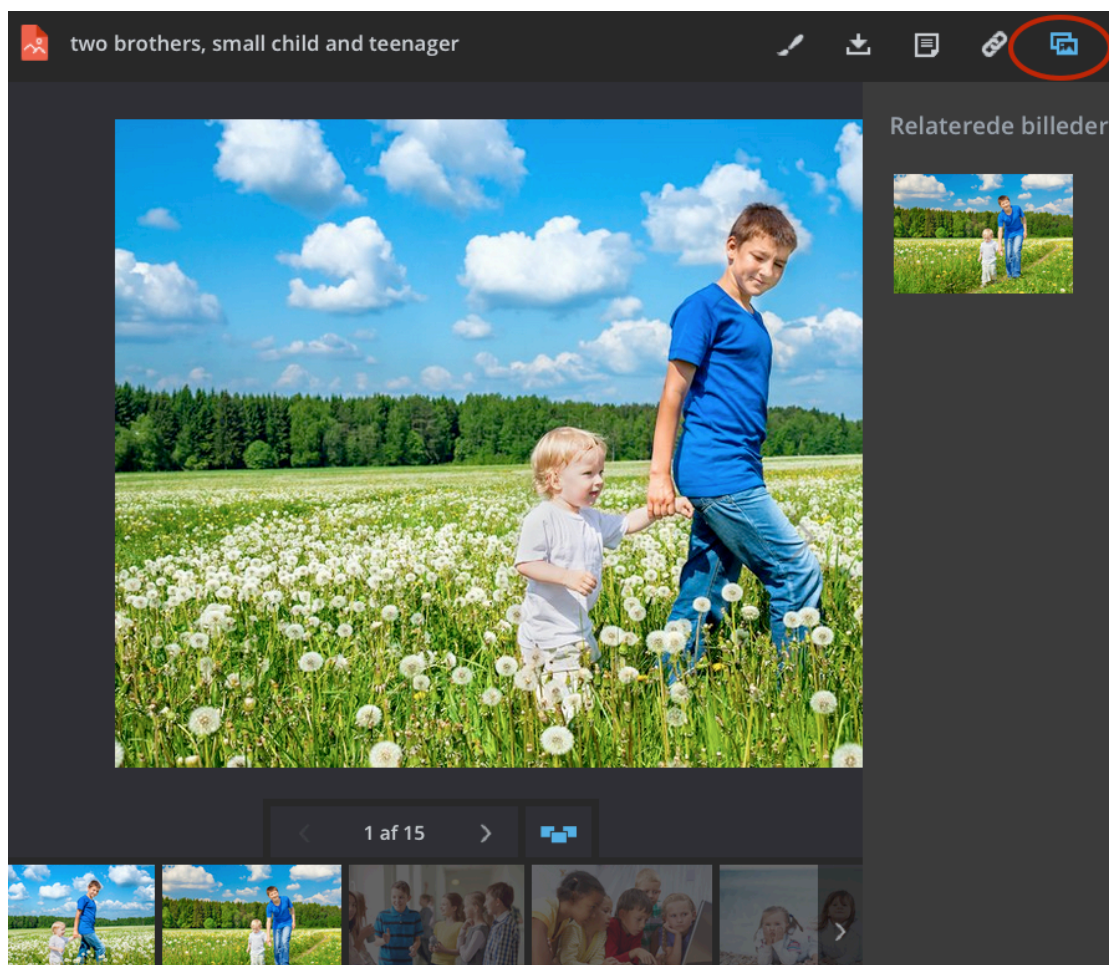 two brothers, small child and teenager
Relaterede billeder
1 af 15